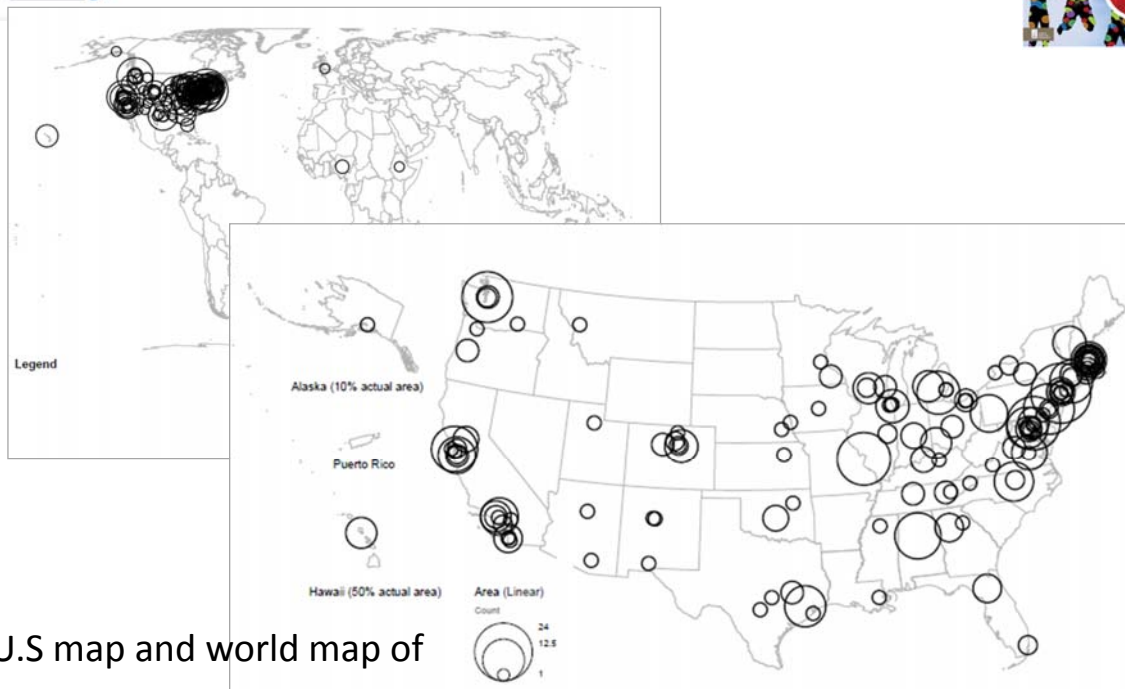 Legend
Alaska (10% actual area)
Puerto Rico
Hawaii (50% actual area)
Area (Linear)
Count
24
12.5
1
U.S map and world map of